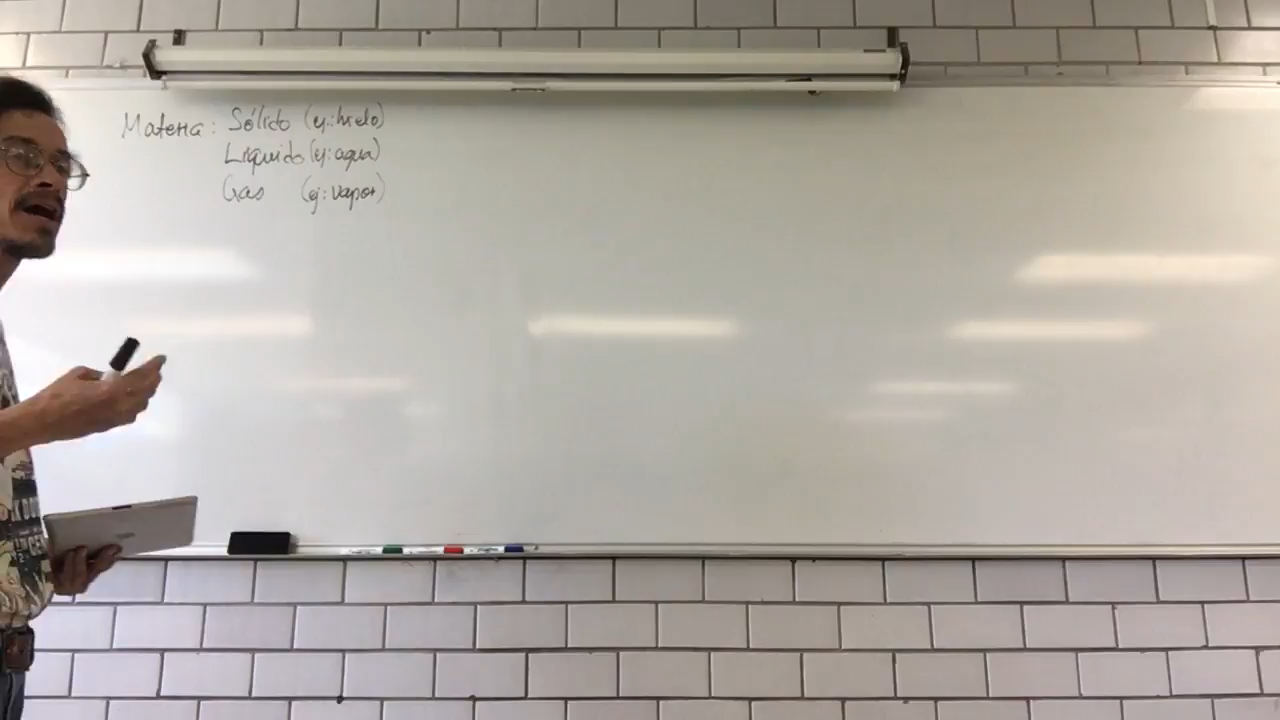 Materia: Sólido (ej.: hielo)
Líquido (ej: agua)
Gas (ej: vapor)